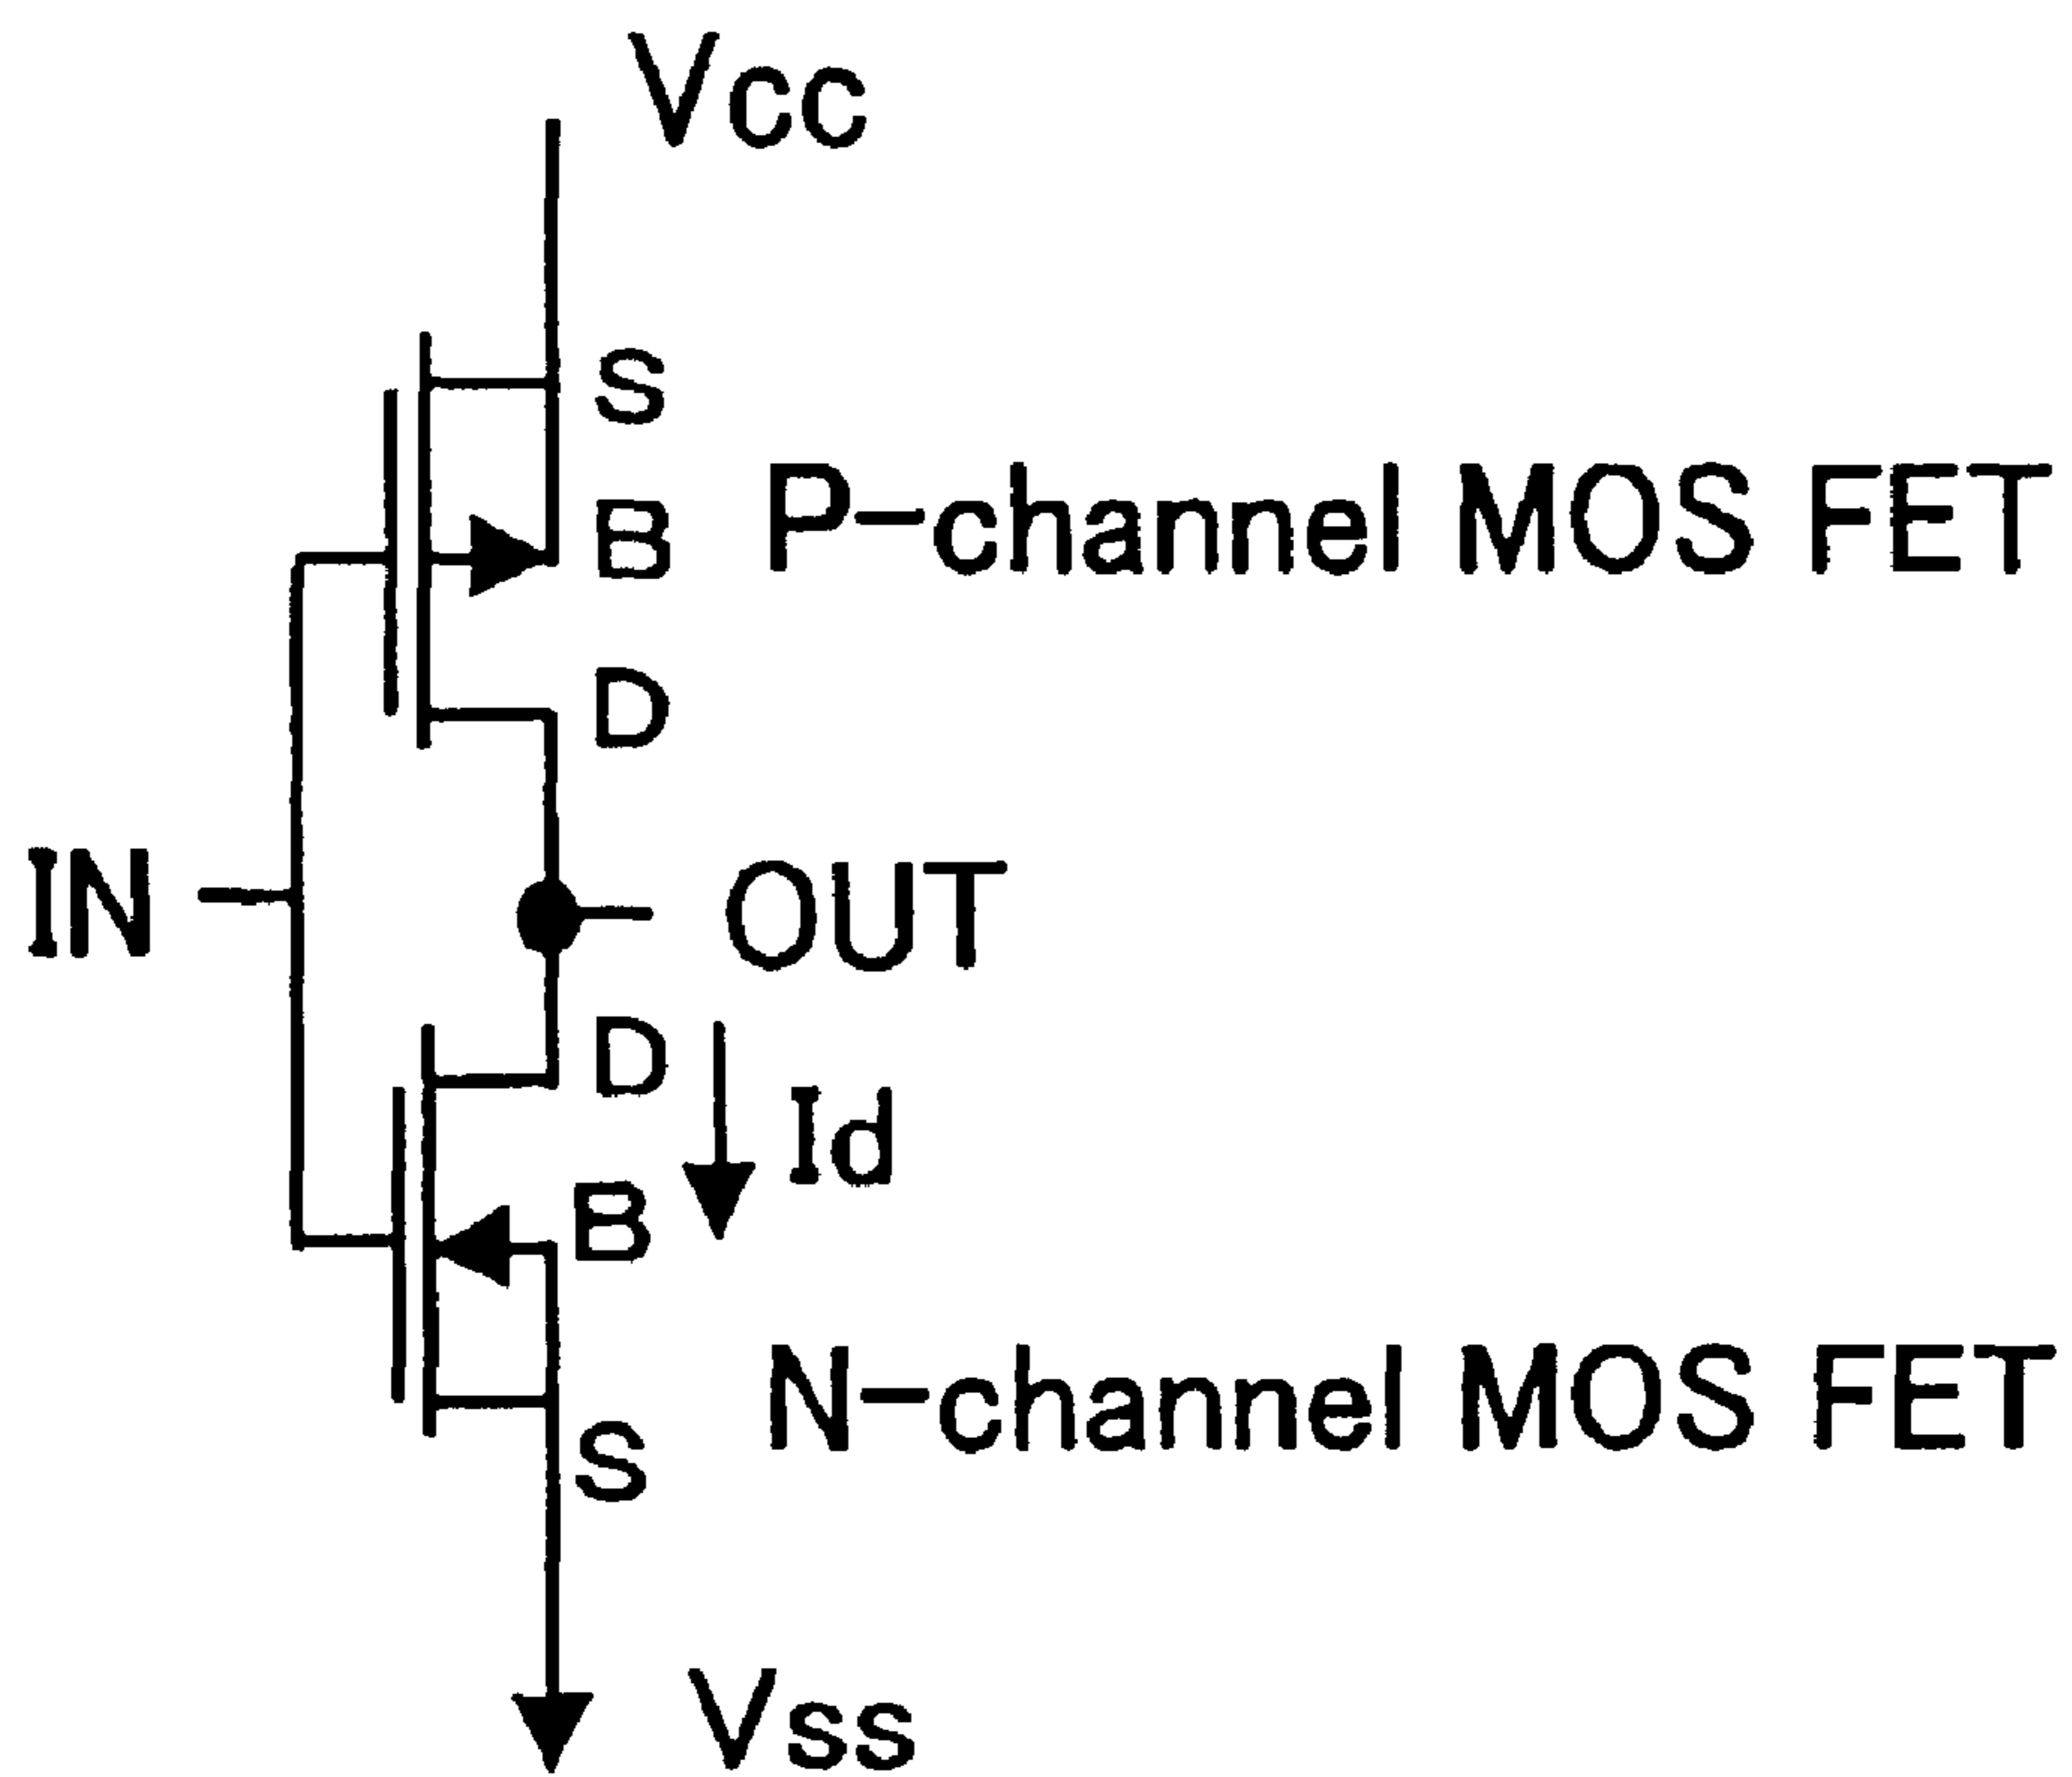 Vcc
S
B P-channel MOS FET
D
IN OUT
D
Id
B
N-channel MOS FET
S
Vss